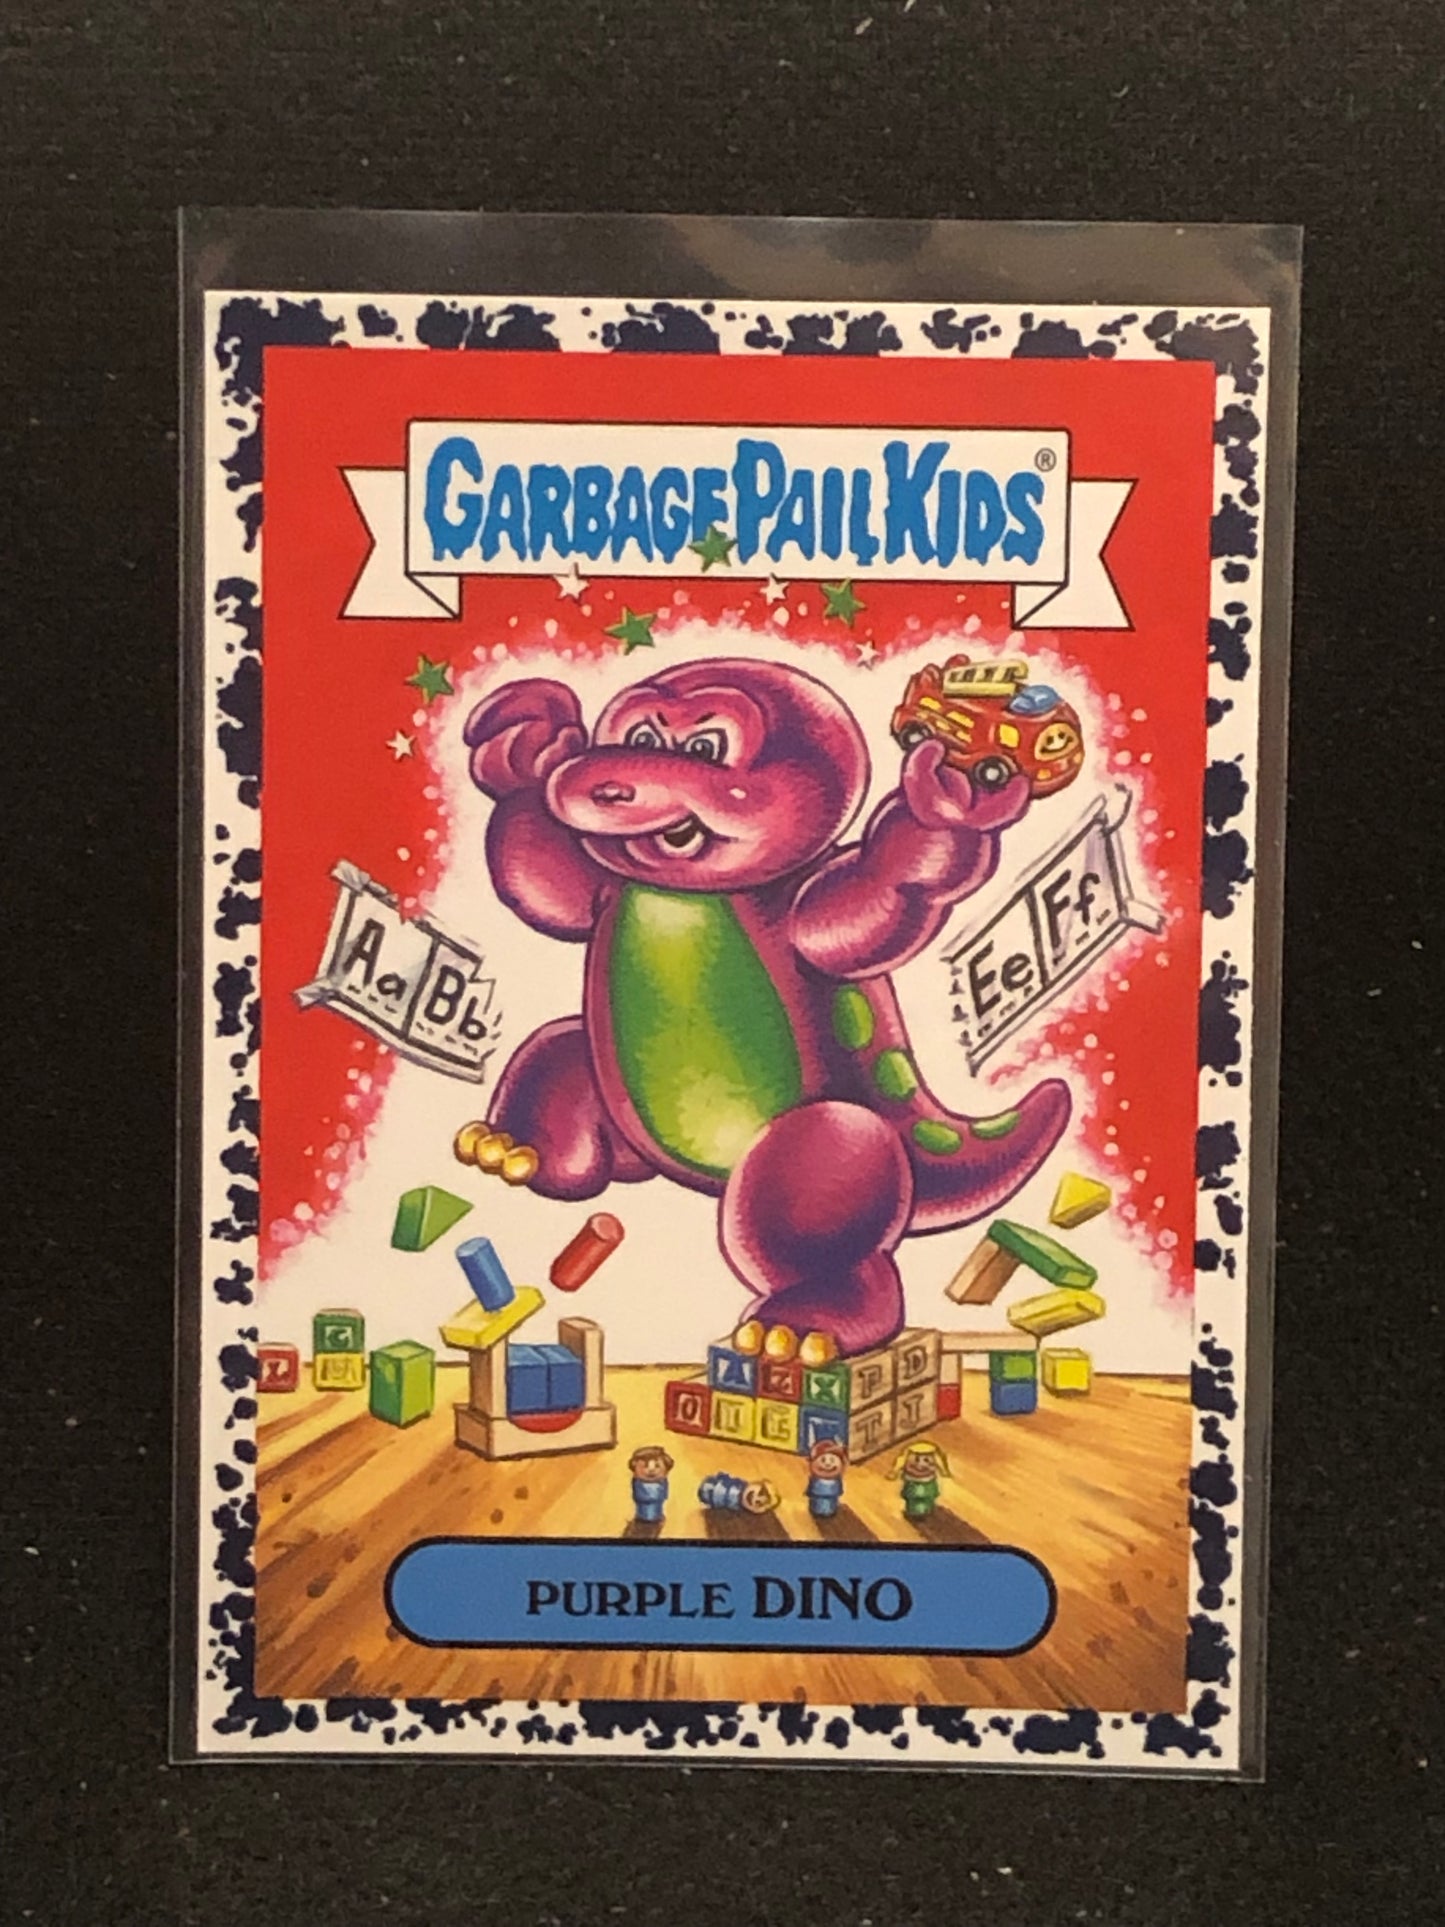 GARBAGE PAIL KIDS®
Aa Bb
Ee Ff
G
L
A Z X P D
O I E T J
PURPLE DINO